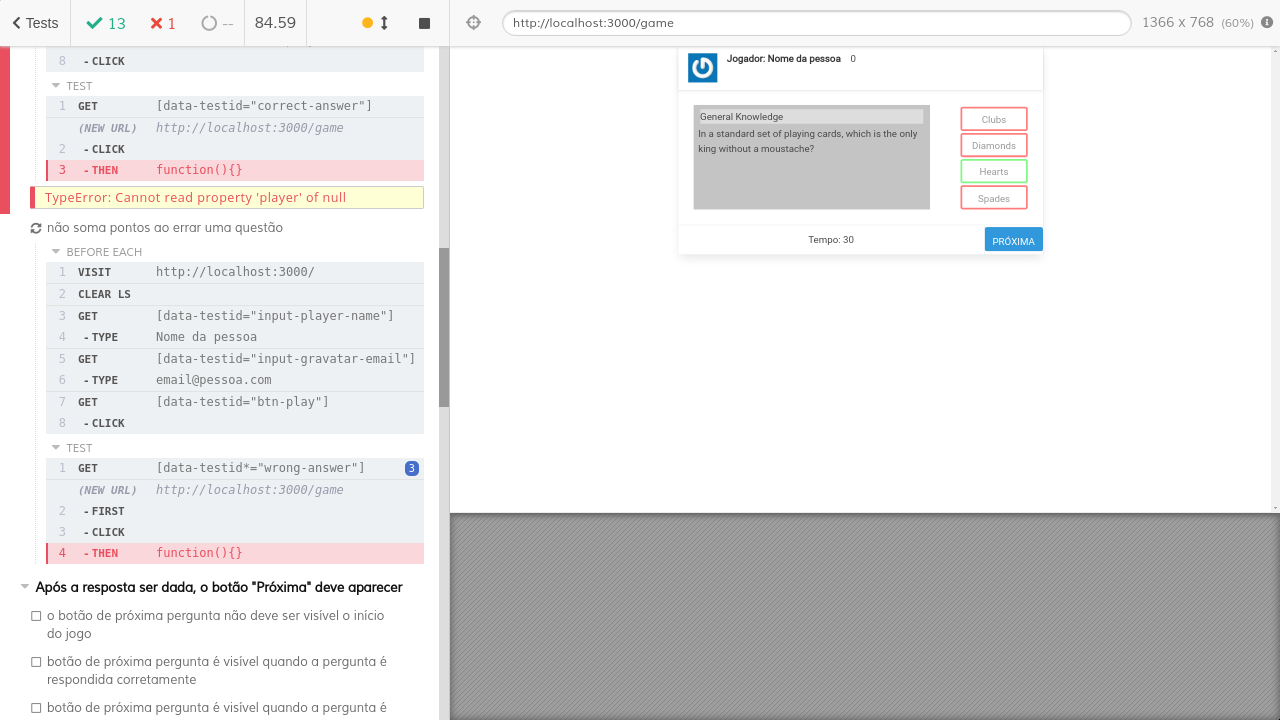 Tests 13 1 -- 84.59
http://localhost:3000/game 1366 x 768 (60%)
8 -CLICK
TEST
1 GET [data-testid="correct-answer"]
(NEW URL) http://localhost:3000/game
2 -CLICK
3 -THEN function(){}
TypeError: Cannot read property 'player' of null
não soma pontos ao errar uma questão
BEFORE EACH
1 VISIT http://localhost:3000/
2 CLEAR LS
3 GET [data-testid="input-player-name"]
4 -TYPE Nome da pessoa
5 GET [data-testid="input-gravatar-email"]
6 -TYPE email@pessoa.com
7 GET [data-testid="btn-play"]
8 -CLICK
TEST
1 GET [data-testid*="wrong-answer"] 3
(NEW URL) http://localhost:3000/game
2 -FIRST
3 -CLICK
4 -THEN function(){}
Após a resposta ser dada, o botão "Próxima" deve aparecer
o botão de próxima pergunta não deve ser visível o início
do jogo
botão de próxima pergunta é visível quando a pergunta é
respondida corretamente
botão de próxima pergunta é visível quando a pergunta é
Jogador: Nome da pessoa 0
General Knowledge
In a standard set of playing cards, which is the only
king without a moustache?
Clubs
Diamonds
Hearts
Spades
Tempo: 30
PRÓXIMA